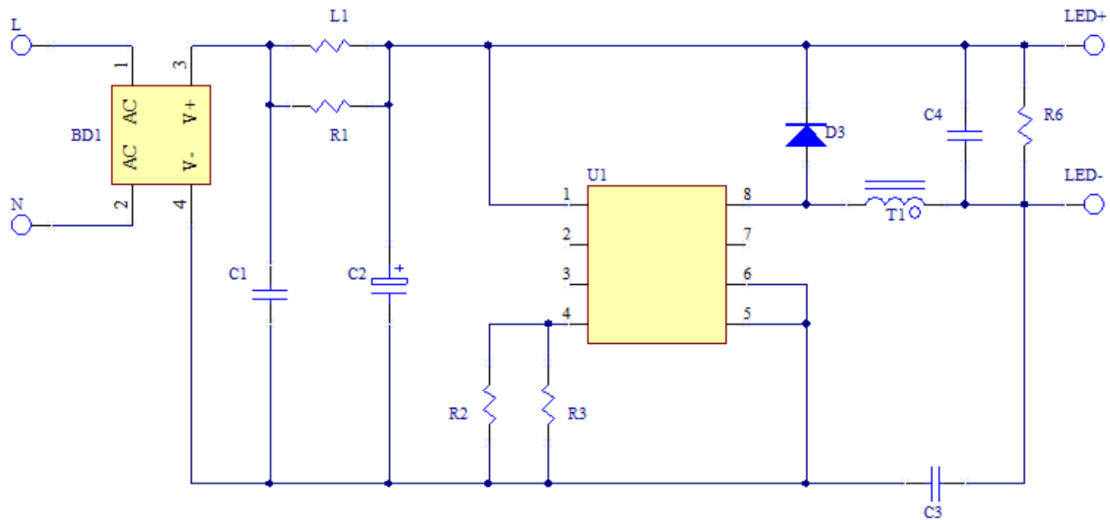 L
L1
LED+
1
3
AC
V+
R1
C4
R6
D3
BD1
AC
V-
U1
LED-
N
2
4
1
8
T1
2
7
C1
C2
+
3
6
4
5
R2
R3
C3